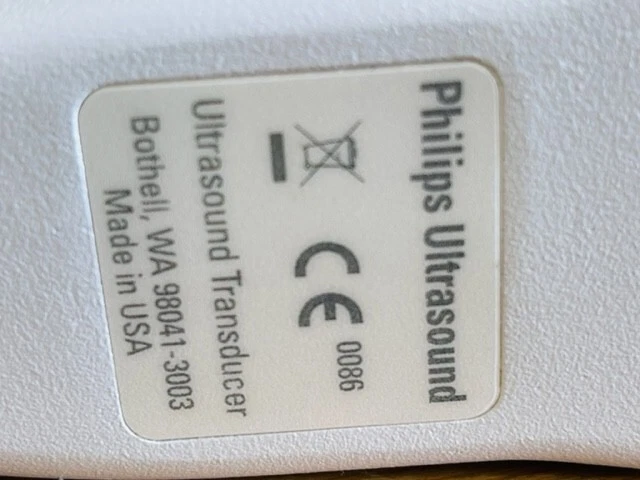 Philips Ultrasound
CE 0086
Ultrasound Transducer
Bothell, WA 98041-3003
Made in USA